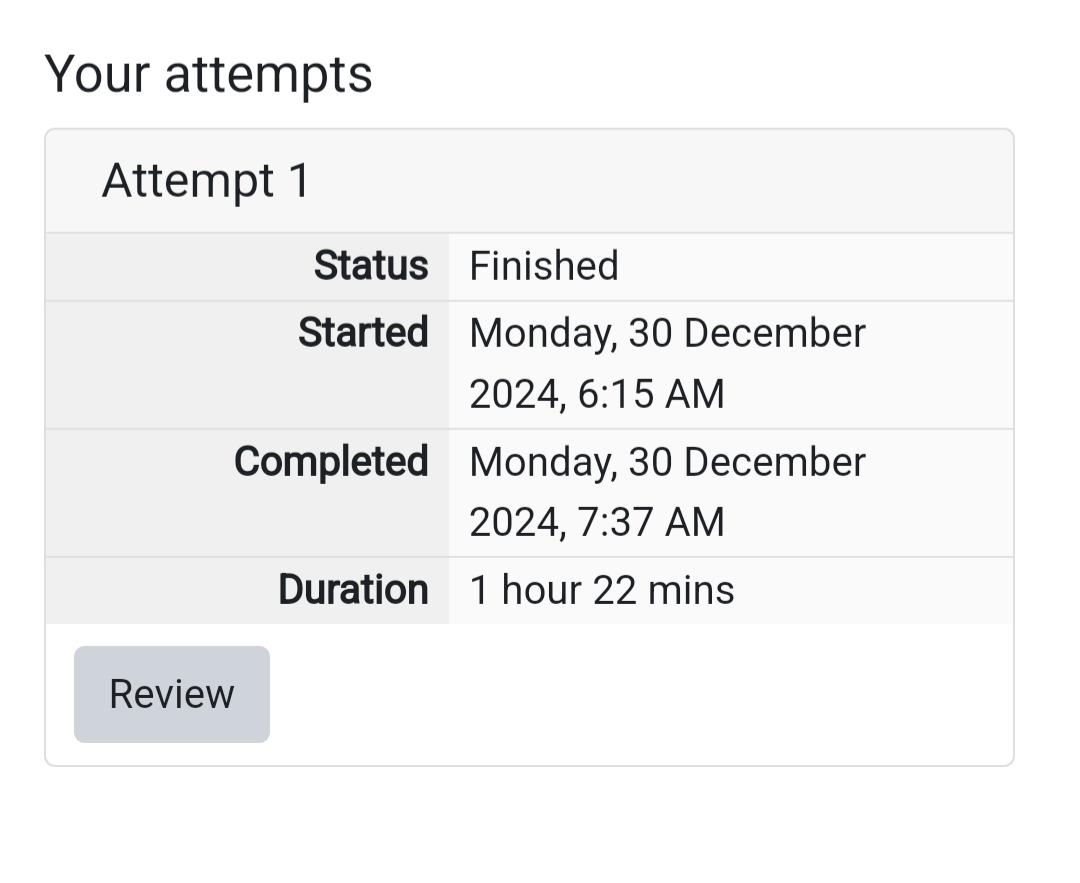 Your attempts
Attempt 1
Status Finished
Started Monday, 30 December
2024, 6:15 AM
Completed Monday, 30 December
2024, 7:37 AM
Duration 1 hour 22 mins
Review